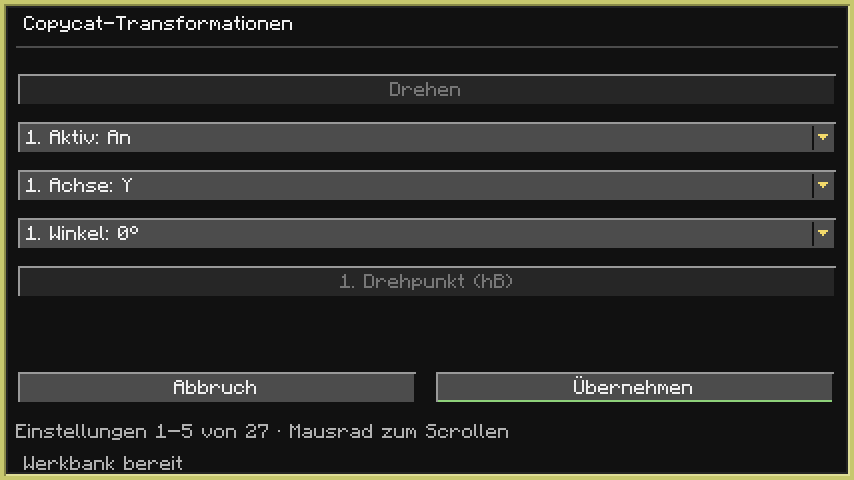 Copycat-Transformationen
Drehen
1. Aktiv: An
1. Achse: Y
1. Winkel: 0°
1. Drehpunkt (hB)
Abbruch
Übernehmen
Einstellungen 1–5 von 27 · Mausrad zum Scrollen
Werkbank bereit